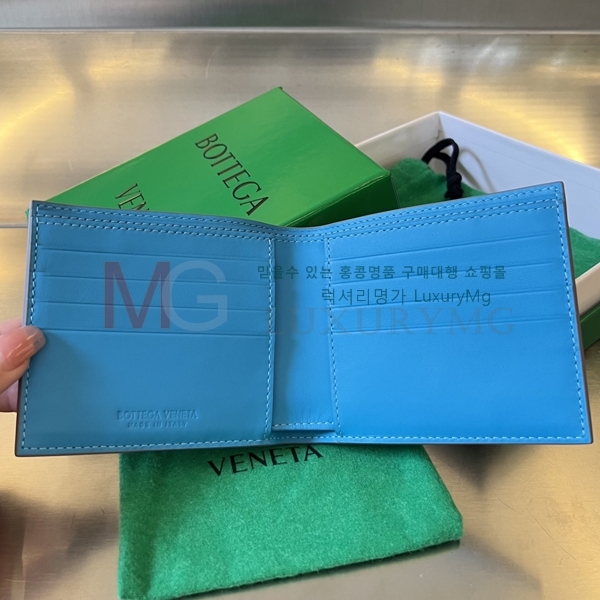 BOTTEGA
VENETA
믿을수 있는 홍콩명품 구매대행 쇼핑몰
럭셔리명가 LuxuryMg
MG
LUXURYMG
BOTTEGA VENETA
MADE IN ITALY
VENETA